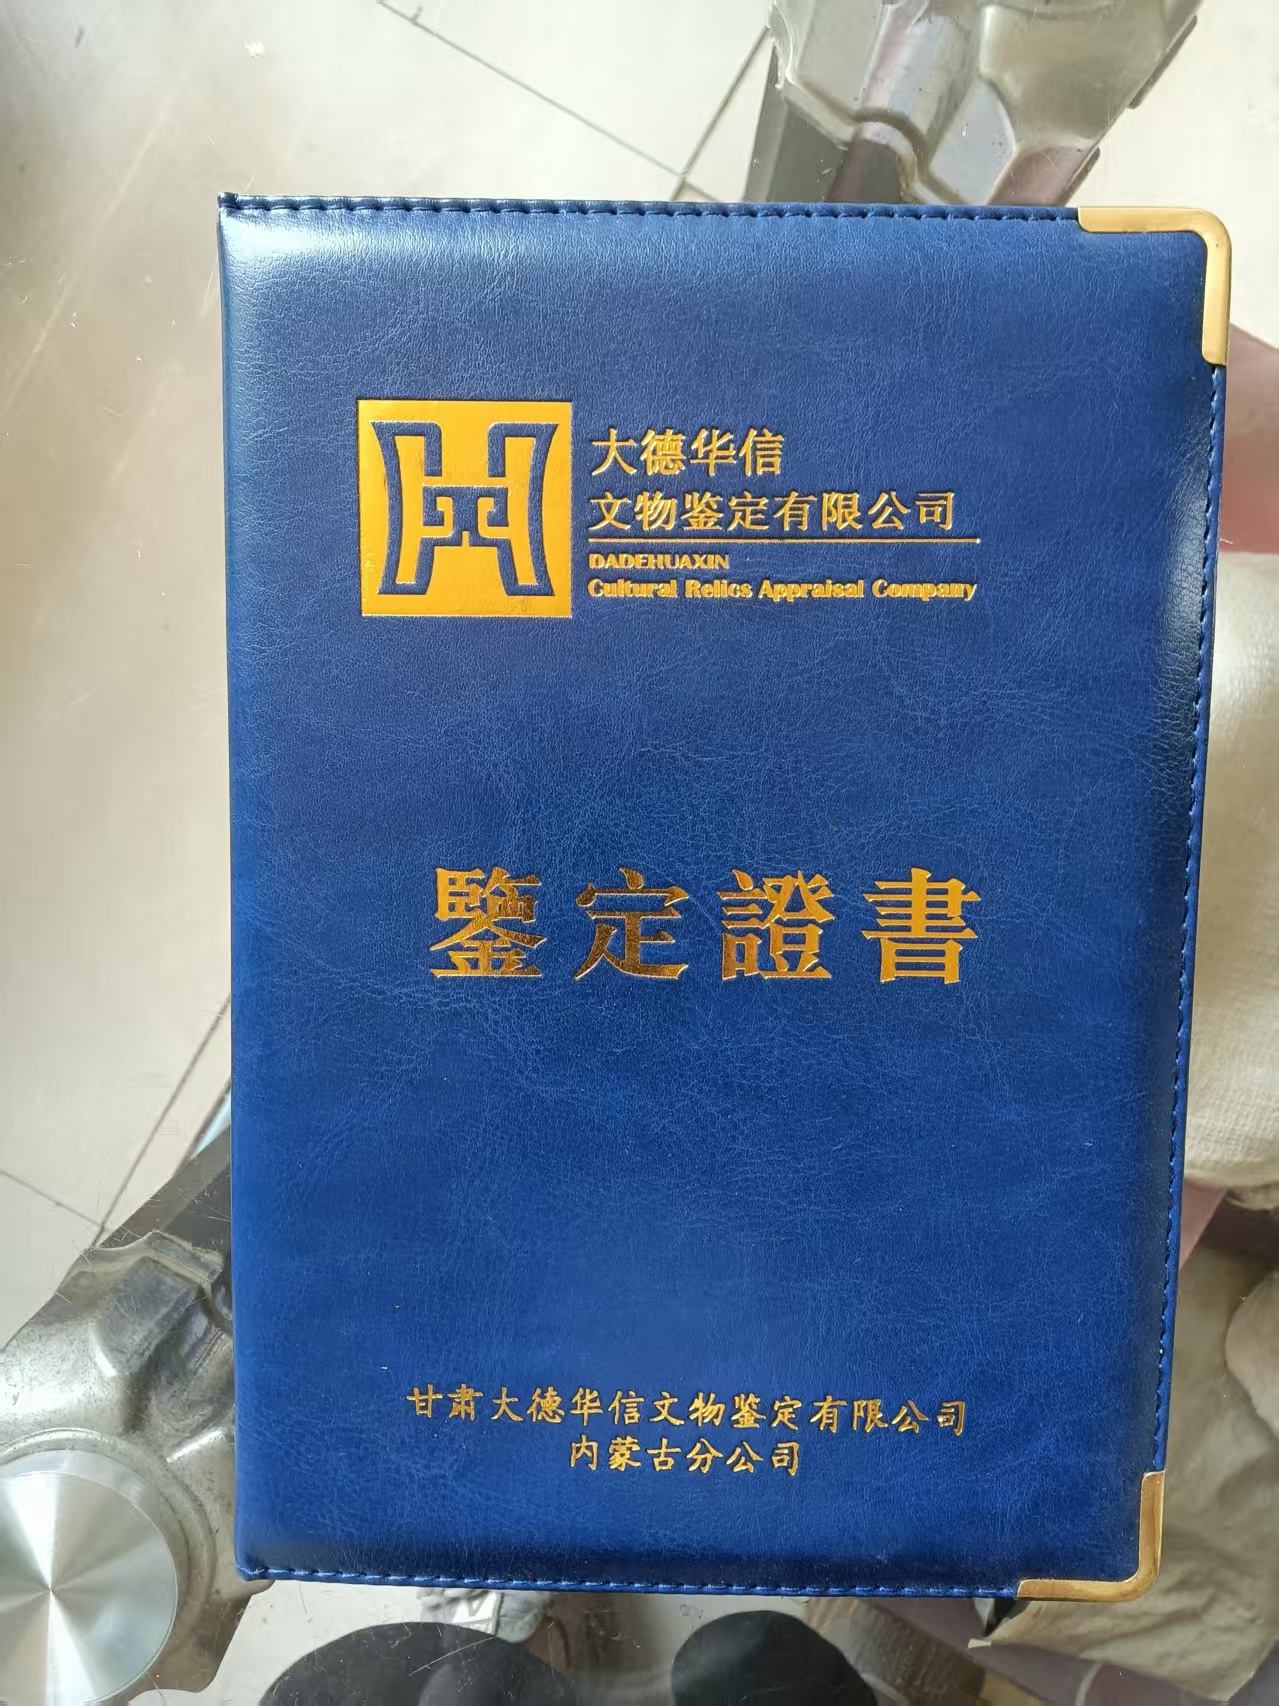 大德华信
文物鉴定有限公司
DADEHUAXIN
Cultural Relics Appraisal Company
鑒定證書
甘肃大德华信文物鉴定有限公司
内蒙古分公司